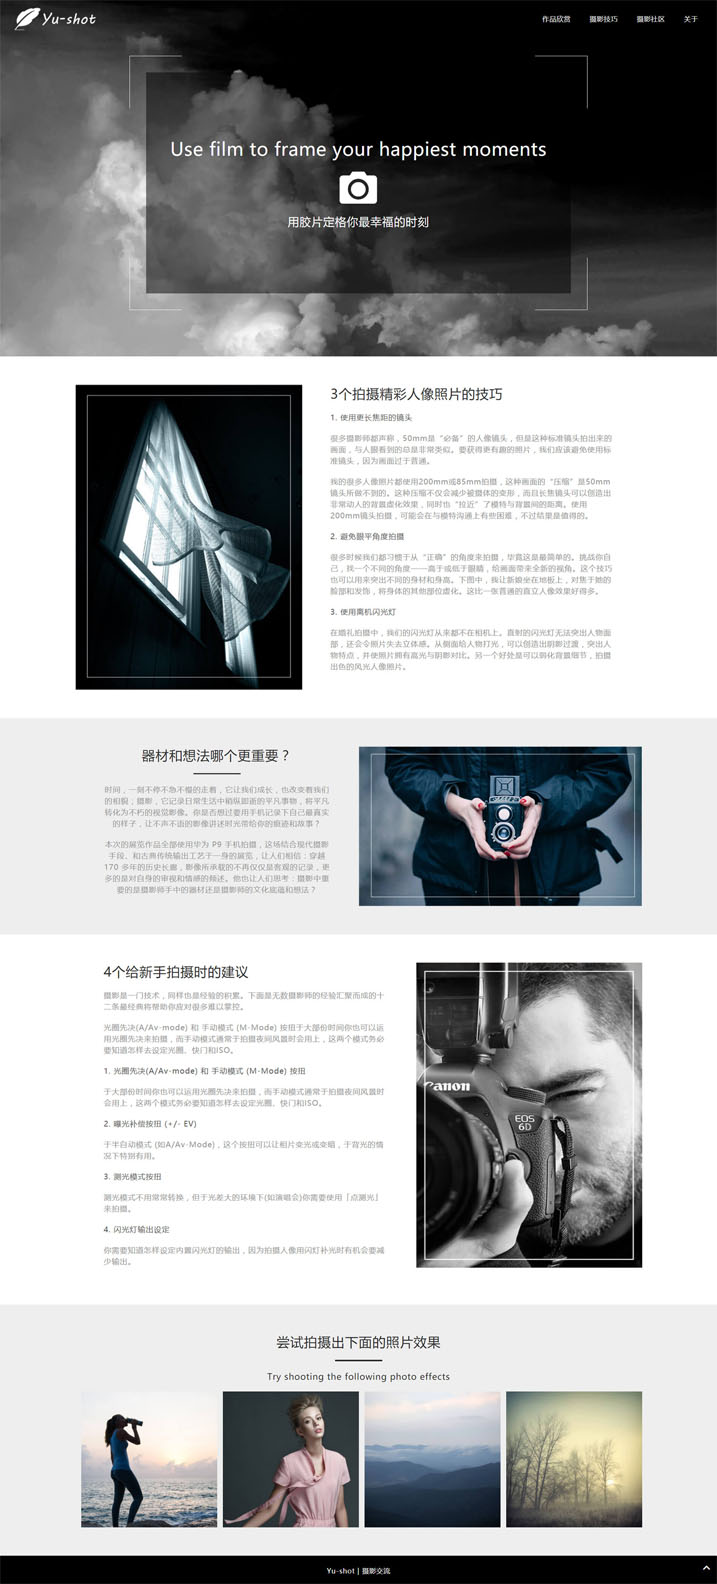 Yu-shot
作品欣赏 摄影技巧 摄影社区 关于
Use film to frame your happiest moments
用胶片定格你最幸福的时刻
3个拍摄精彩人像照片的技巧
1. 使用更长焦距的镜头
很多摄影师都声称，50mm是“必备”的人像镜头，但是这种标准镜头拍出来的
画面，与人眼看到的总是非常类似。要获得更有趣的照片，我们应该避免使用标
准镜头，因为画面过于普通。
我的很多人像照片都使用200mm或85mm拍摄，这种画面的“压缩”是50mm
镜头所做不到的。这种压缩不仅会减少被摄体的变形，而且长焦镜头可以创造出
非常动人的背景虚化效果，同时也“拉近”了模特与背景间的距离。使用
200mm镜头拍摄，可能会在与模特沟通上有些困难，不过结果是值得的。
2. 避免眼平角度拍摄
很多时候我们都习惯于从“正确”的角度来拍摄，毕竟这是最简单的。挑战你自
己，找一个不同的角度——高于或低于眼睛，给画面带来全新的视角。这个技巧
也可以用来突出不同的身材和身高。下图中，我让新娘坐在地板上，对焦于她的
脸部和发饰，将身体的其他部位虚化。这比一张普通的直立人像效果好得多。
3. 使用离机闪光灯
在婚礼拍摄中，我们的闪光灯从来都不在相机上。直射的闪光灯无法突出人物面
部，还会令照片失去立体感。从侧面给人物打光，可以创造出阴影过渡，突出人
物特点，并使照片拥有高光与阴影对比。另一个好处是可以弱化背景细节，拍摄
出色的风光人像照片。
器材和想法哪个更重要？
时间，一刻不停不急不慢的走着，它让我们成长，也改变着我们
的相貌；摄影，它记录日常生活中稍纵即逝的平凡事物，将平凡
转化为不朽的视觉影像。你是否想过要用手机记录下自己最真实
的样子，让不声不语的影像讲述时光带给你的痕迹和故事？
本次的展览作品全部使用华为 P9 手机拍摄，这场结合现代摄影
手段、和古典传统输出工艺于一身的展览，让人们相信：穿越
170 多年的历史长廊，影像所承载的不再仅仅是客观的记录，更
多的是对自身的审视和情感的倾述。他也让人们思考：摄影中重
要的是摄影师手中的器材还是摄影师的文化底蕴和想法？
4个给新手拍摄时的建议
摄影是一门技术，同样也是经验的积累。下面是无数摄影师的经验汇聚而成的十
二条最经典将帮助你应对很多难以掌控。
光圈先决(A/Av-mode) 和 手动模式 (M-Mode) 按扭于大部份时间你也可以运
用光圈先决来拍摄，而手动模式通常于拍摄夜间风景时会用上，这两个模式务必
要知道怎样去设定光圈、快门和ISO。
1. 光圈先决(A/Av-mode) 和 手动模式 (M-Mode) 按扭
于大部份时间你也可以运用光圈先决来拍摄，而手动模式通常于拍摄夜间风景时
会用上，这两个模式务必要知道怎样去设定光圈、快门和ISO。
2. 曝光补偿按扭 (+/- EV)
于半自动模式 (如A/Av-Mode)，这个按扭可以让相片变光或变暗，于背光的情
况下特别有用。
3. 测光模式按扭
测光模式不用常常转换，但于光差大的环境下(如演唱会)你需要使用「点测光」
来拍摄。
4. 闪光灯输出设定
你需要知道怎样设定内置闪光灯的输出，因为拍摄人像用闪灯补光时有机会要减
少输出。
Canon
EOS
6D
尝试拍摄出下面的照片效果
Try shooting the following photo effects
Yu-shot | 摄影交流